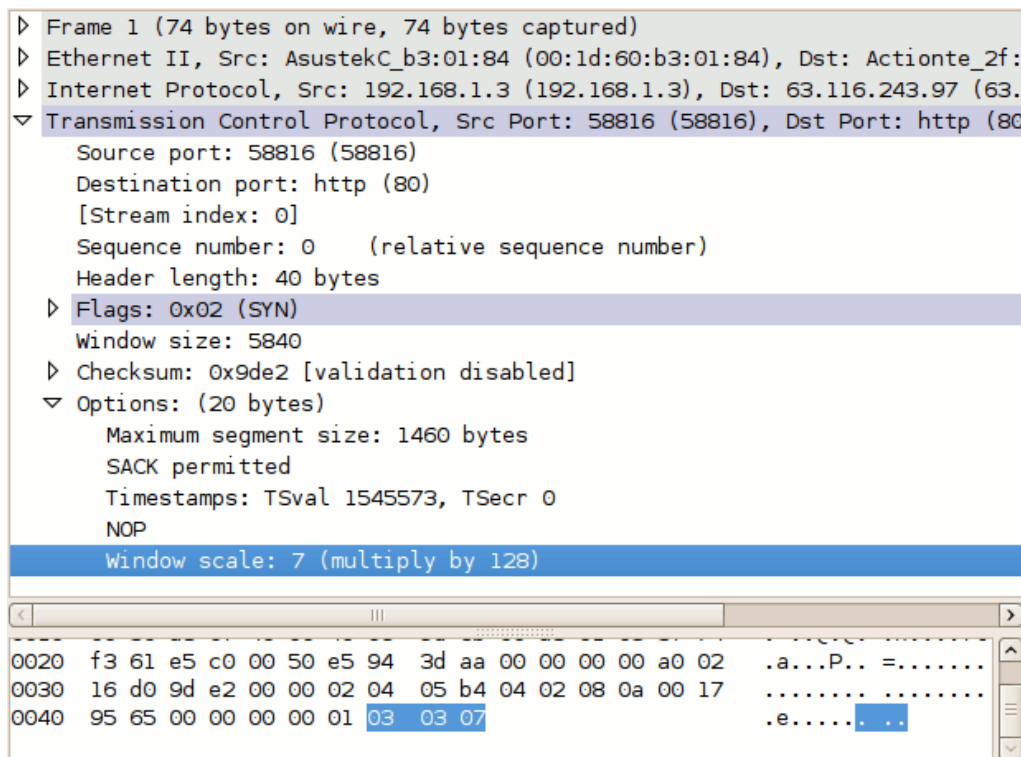 Frame 1 (74 bytes on wire, 74 bytes captured)
Ethernet II, Src: AsustekC_b3:01:84 (00:1d:60:b3:01:84), Dst: Actionte_2f:
Internet Protocol, Src: 192.168.1.3 (192.168.1.3), Dst: 63.116.243.97 (63.
Transmission Control Protocol, Src Port: 58816 (58816), Dst Port: http (80
Source port: 58816 (58816)
Destination port: http (80)
[Stream index: 0]
Sequence number: 0    (relative sequence number)
Header length: 40 bytes
Flags: 0x02 (SYN)
Window size: 5840
Checksum: 0x9de2 [validation disabled]
Options: (20 bytes)
Maximum segment size: 1460 bytes
SACK permitted
Timestamps: TSval 1545573, TSecr 0
NOP
Window scale: 7 (multiply by 128)
0020  f3 61 e5 c0 00 50 e5 94  3d aa 00 00 00 00 a0 02  .a...P.. =.......
0030  16 d0 9d e2 00 00 02 04  05 b4 04 02 08 0a 00 17  ........ ........
0040  95 65 00 00 00 00 01 03  03 07  .e...... ..